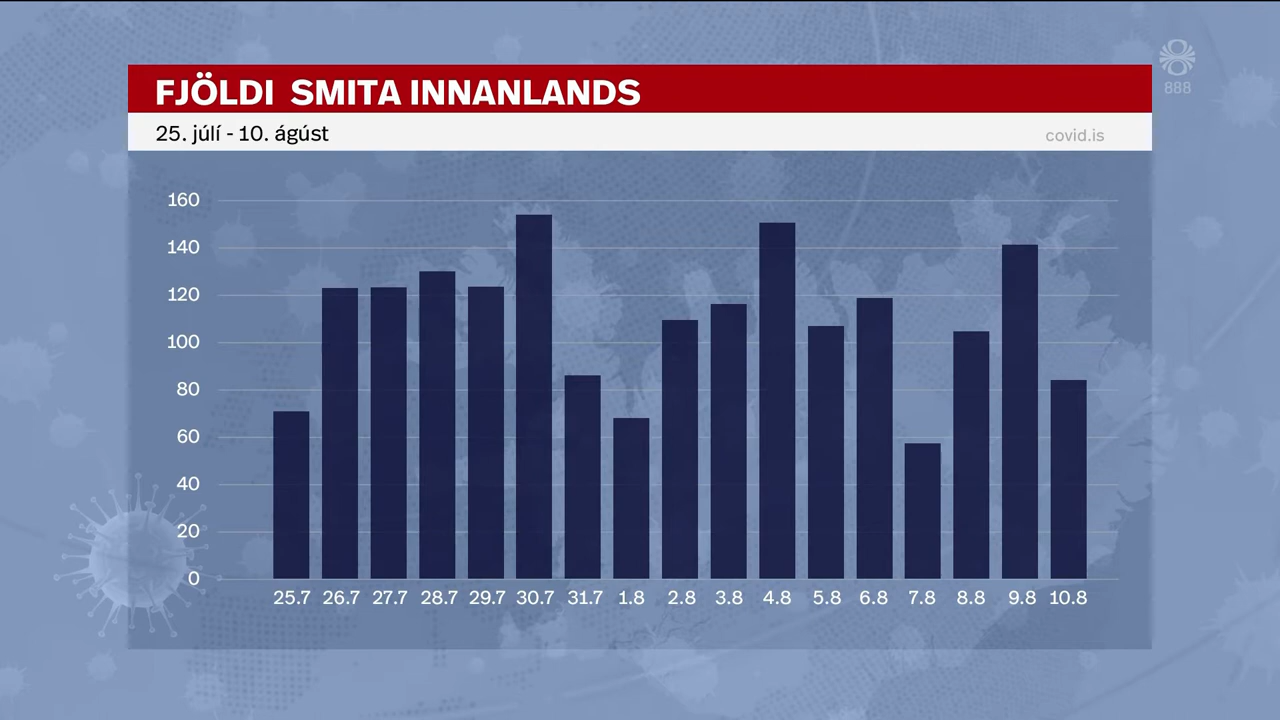 FJÖLDI SMITA INNANLANDS
888
25. júlí - 10. ágúst
covid.is
160
140
120
100
80
60
40
20
0
25.7 26.7 27.7 28.7 29.7 30.7 31.7 1.8 2.8 3.8 4.8 5.8 6.8 7.8 8.8 9.8 10.8